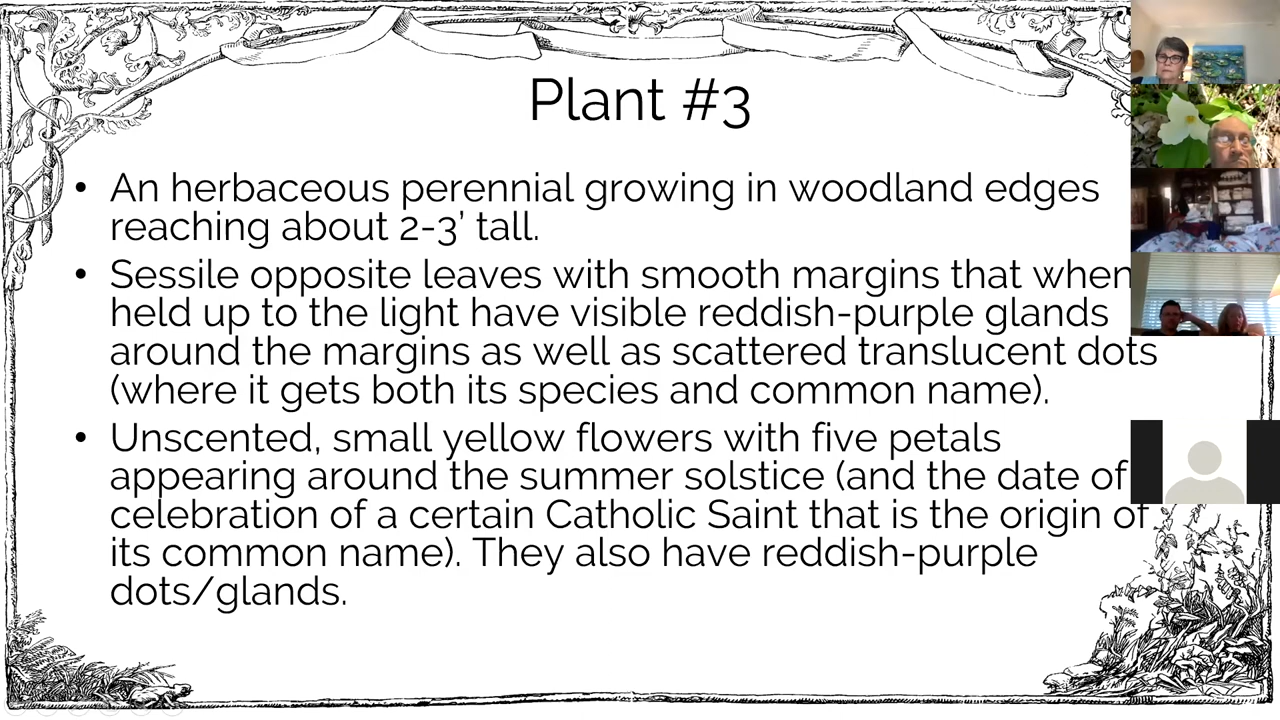 Plant #3
• An herbaceous perennial growing in woodland edges
reaching about 2-3’ tall.
• Sessile opposite leaves with smooth margins that when
held up to the light have visible reddish-purple glands
around the margins as well as scattered translucent dots
(where it gets both its species and common name).
• Unscented, small yellow flowers with five petals
appearing around the summer solstice (and the date of
celebration of a certain Catholic Saint that is the origin of
its common name). They also have reddish-purple
dots/glands.